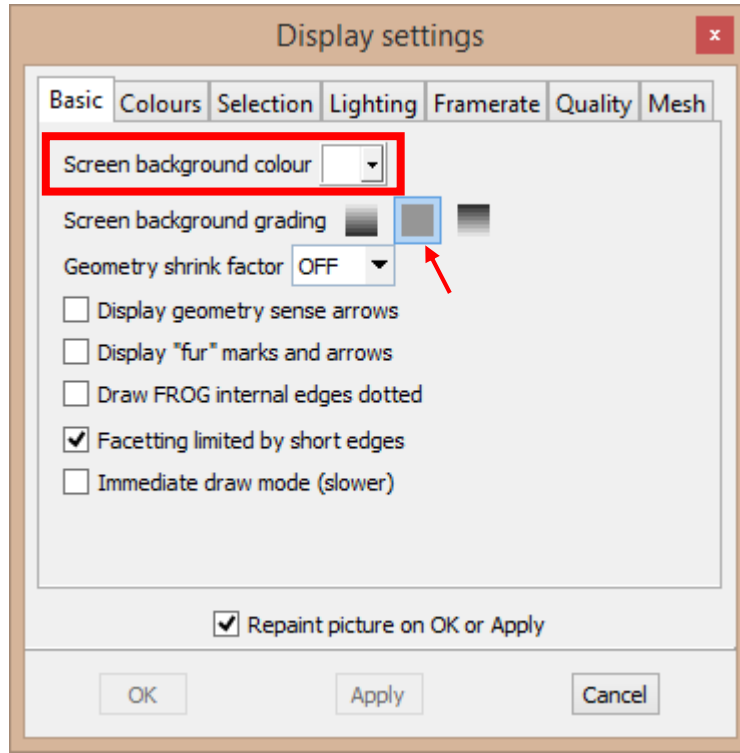 Display settings
x
Basic Colours Selection Lighting Framerate Quality Mesh
Screen background colour
Screen background grading
Geometry shrink factor OFF
Display geometry sense arrows
Display "fur" marks and arrows
Draw FROG internal edges dotted
Facetting limited by short edges
Immediate draw mode (slower)
Repaint picture on OK or Apply
OK Apply Cancel